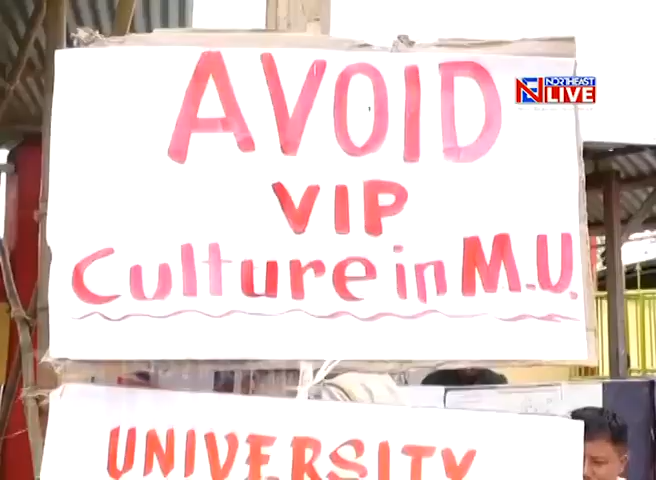 AVOID
VIP
Culture in M.U.
UNIVERSITY
NORTHEAST
LIVE